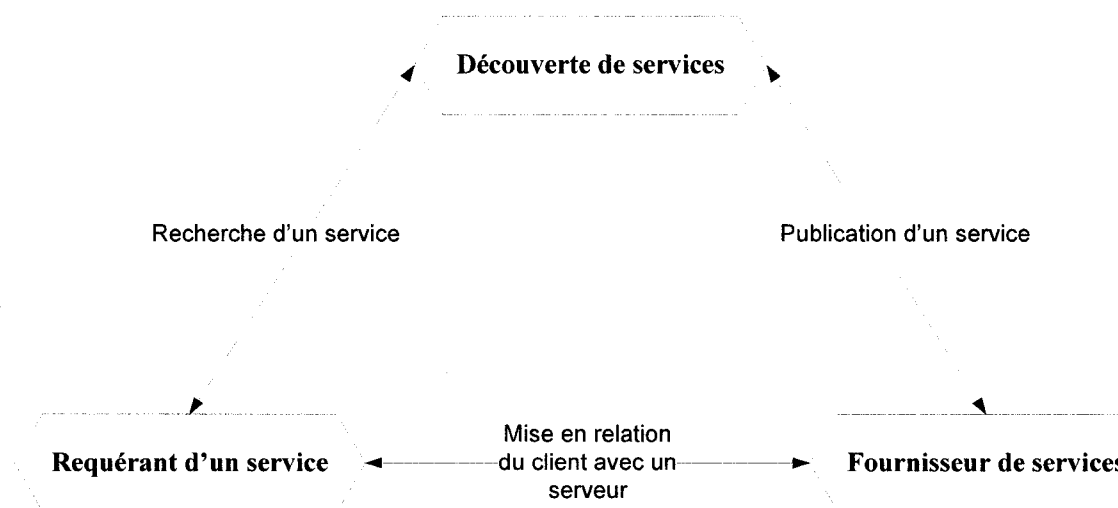 Découverte de services
Recherche d'un service
Publication d'un service
Mise en relation
du client avec un
serveur
Requérant d'un service
Fournisseur de services